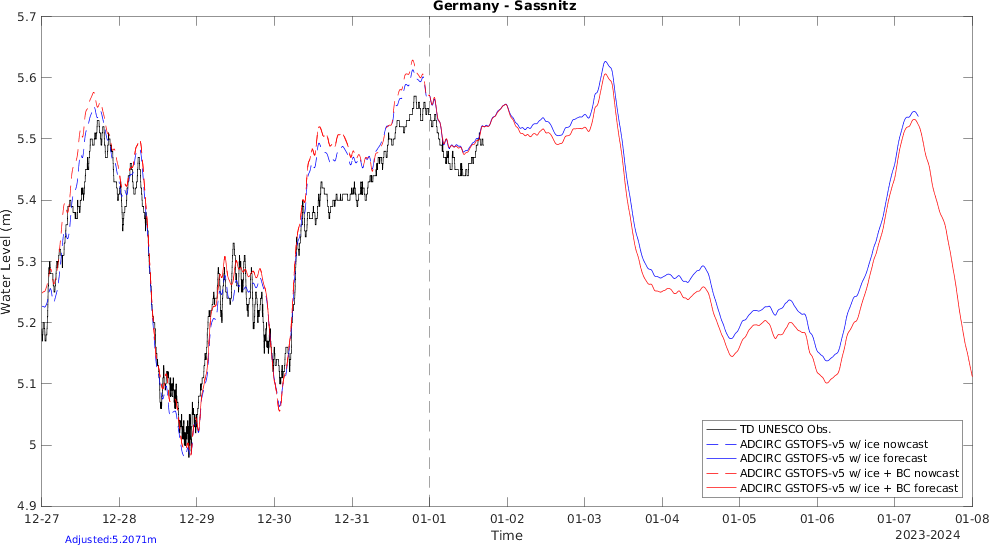 Germany - Sassnitz
5.7
5.6
5.5
5.4
5.3
5.2
5.1
5
4.9
Water Level (m)
12-27 12-28 12-29 12-30 12-31 01-01 01-02 01-03 01-04 01-05 01-06 01-07 01-08
Time
2023-2024
Adjusted:5.2071m
TD UNESCO Obs.
ADCIRC GSTOFS-v5 w/ ice nowcast
ADCIRC GSTOFS-v5 w/ ice forecast
ADCIRC GSTOFS-v5 w/ ice + BC nowcast
ADCIRC GSTOFS-v5 w/ ice + BC forecast